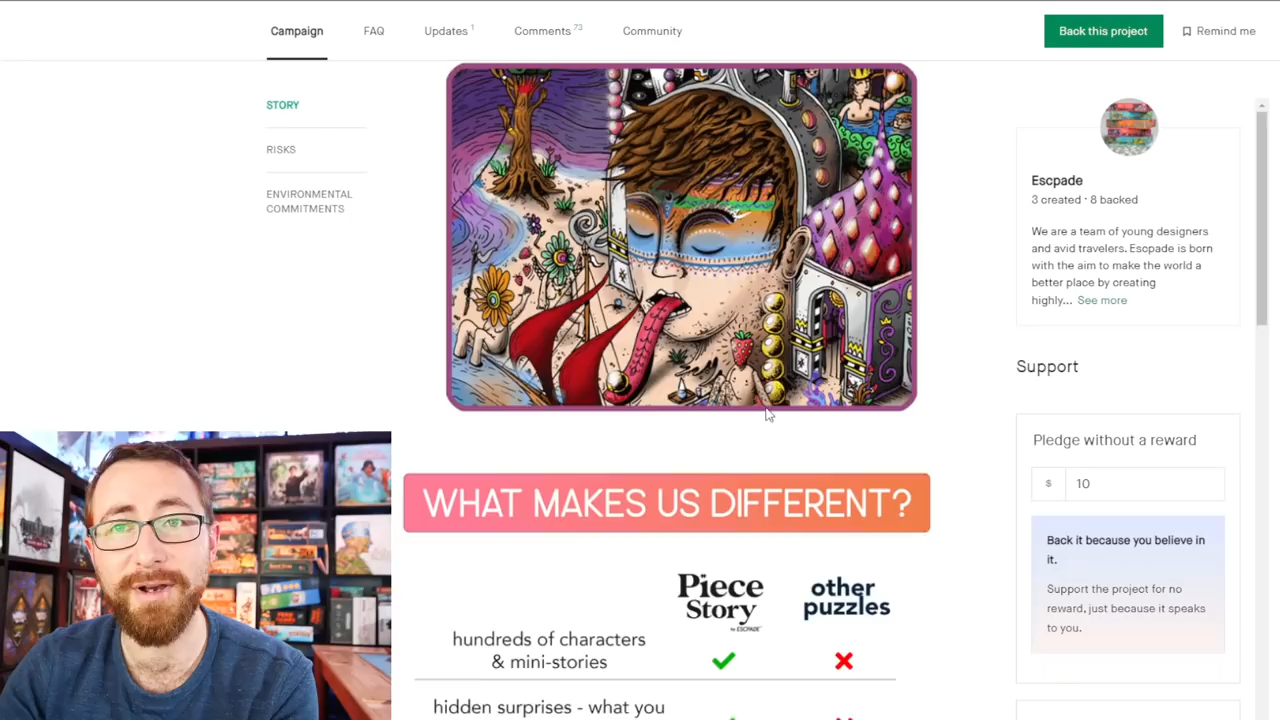 Campaign
FAQ
Updates 1
Comments 73
Community
Back this project
Remind me
STORY
RISKS
ENVIRONMENTAL
COMMITMENTS
Escpade
3 created · 8 backed
We are a team of young designers
and avid travelers. Escpade is born
with the aim to make the world a
better place by creating
highly... See more
Support
Pledge without a reward
$ 10
Back it because you believe in
it.
Support the project for no
reward, just because it speaks
to you.
WHAT MAKES US DIFFERENT?
Piece
Story
by ESCPADE
other
puzzles
hundreds of characters
& mini-stories
hidden surprises - what you